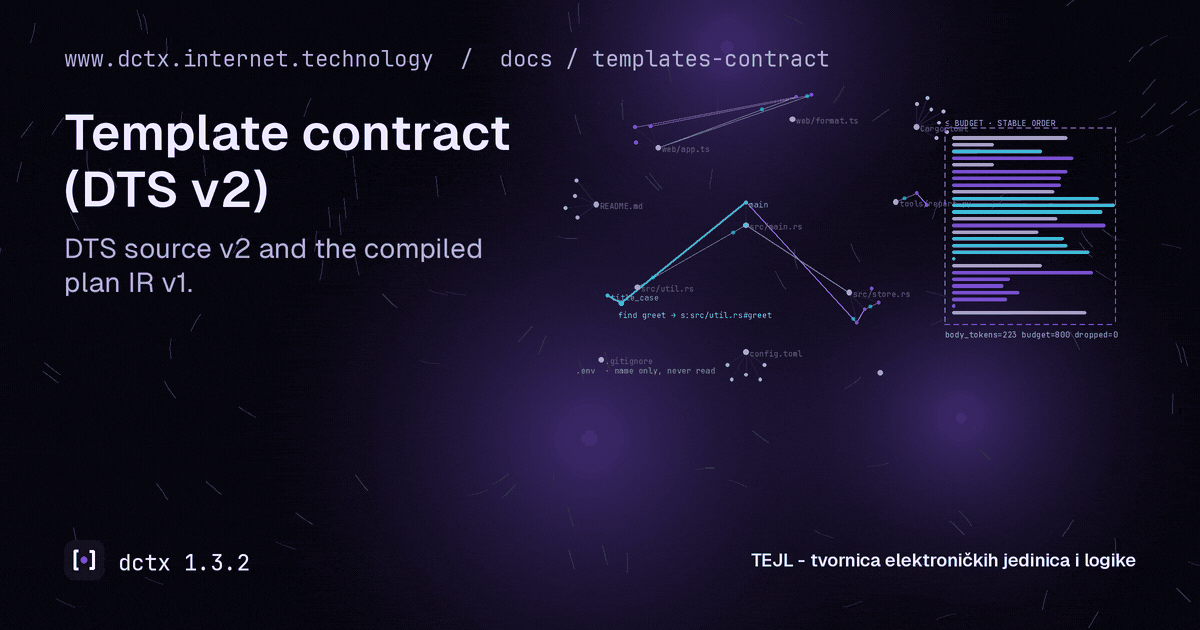 www.dctx.internet.technology / docs / templates-contract
Template contract
(DTS v2)
DTS source v2 and the compiled
plan IR v1.
web/format.ts
web/app.ts
README.md
BUDGET · STABLE ORDER
main
src/main.rs
src/util.rs
title_case
find greet → s:src/util.rs#greet
src/store.rs
.gitignore
.env · name only, never read
config.toml
body_tokens=223 budget=800 dropped=0
dctx 1.3.2
TEJL - tvornica elektroničkih jedinica i logike